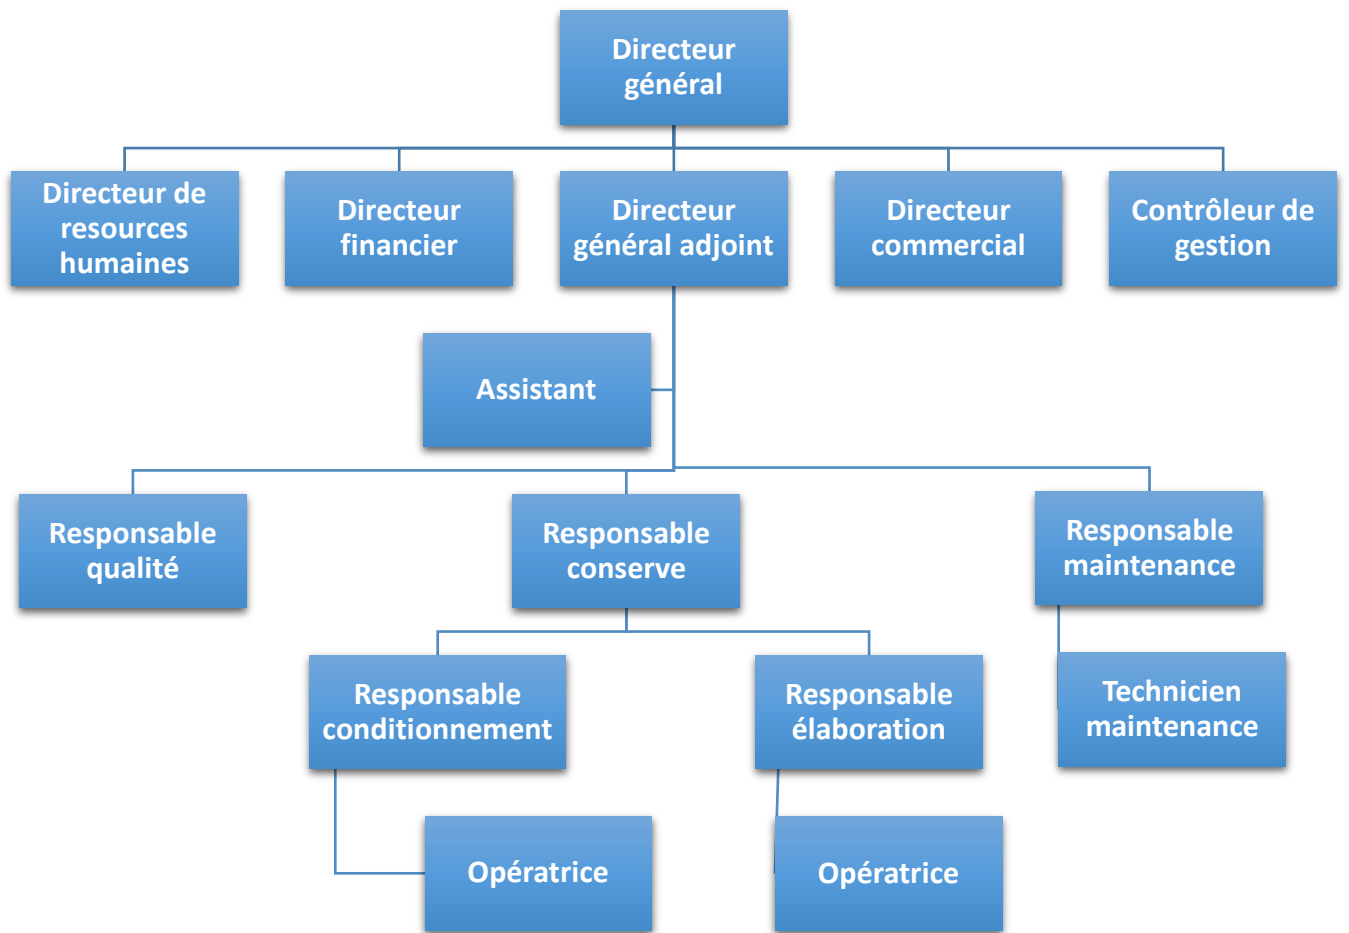 Directeur
général
Directeur de
resources
humaines
Directeur
financier
Directeur
général adjoint
Directeur
commercial
Contrôleur de
gestion
Assistant
Responsable
qualité
Responsable
conserve
Responsable
maintenance
Responsable
conditionnement
Responsable
élaboration
Technicien
maintenance
Opératrice
Opératrice